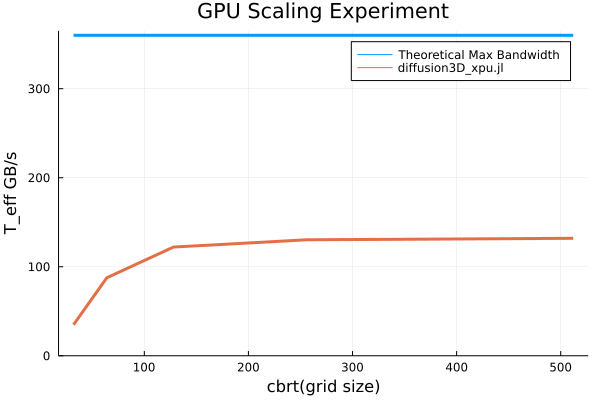 GPU Scaling Experiment
Theoretical Max Bandwidth
diffusion3D_xpu.jl
T_eff GB/s
300
200
100
0
100 200 300 400 500
cbrt(grid size)